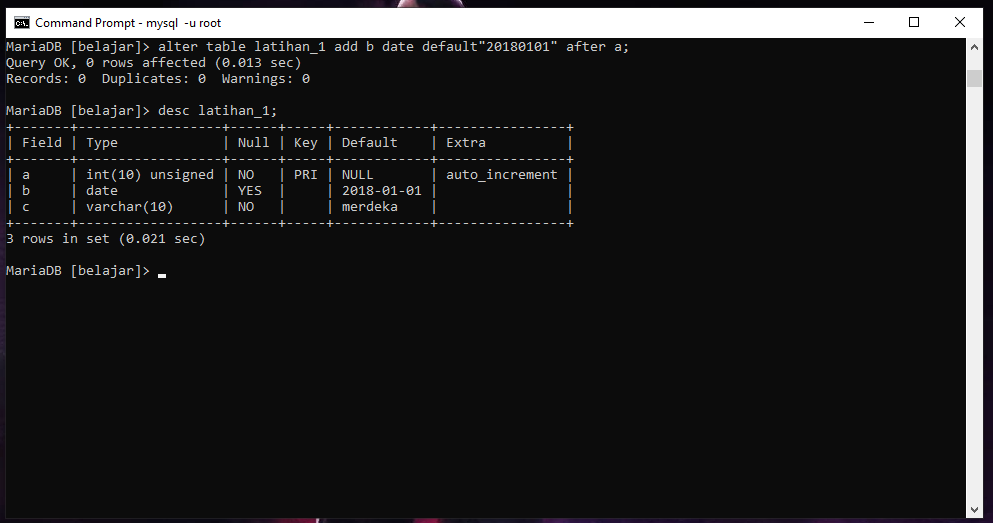 Command Prompt - mysql  -u root
MariaDB [belajar]> alter table latihan_1 add b date default"20180101" after a;
Query OK, 0 rows affected (0.013 sec)
Records: 0  Duplicates: 0  Warnings: 0
MariaDB [belajar]> desc latihan_1;
+-------+------------------+------+-----+------------+----------------+
| Field | Type             | Null | Key | Default    | Extra          |
+-------+------------------+------+-----+------------+----------------+
| a     | int(10) unsigned | NO   | PRI | NULL       | auto_increment |
| b     | date             | YES  |     | 2018-01-01 |                |
| c     | varchar(10)      | NO   |     | merdeka    |                |
+-------+------------------+------+-----+------------+----------------+
3 rows in set (0.021 sec)
MariaDB [belajar]> _